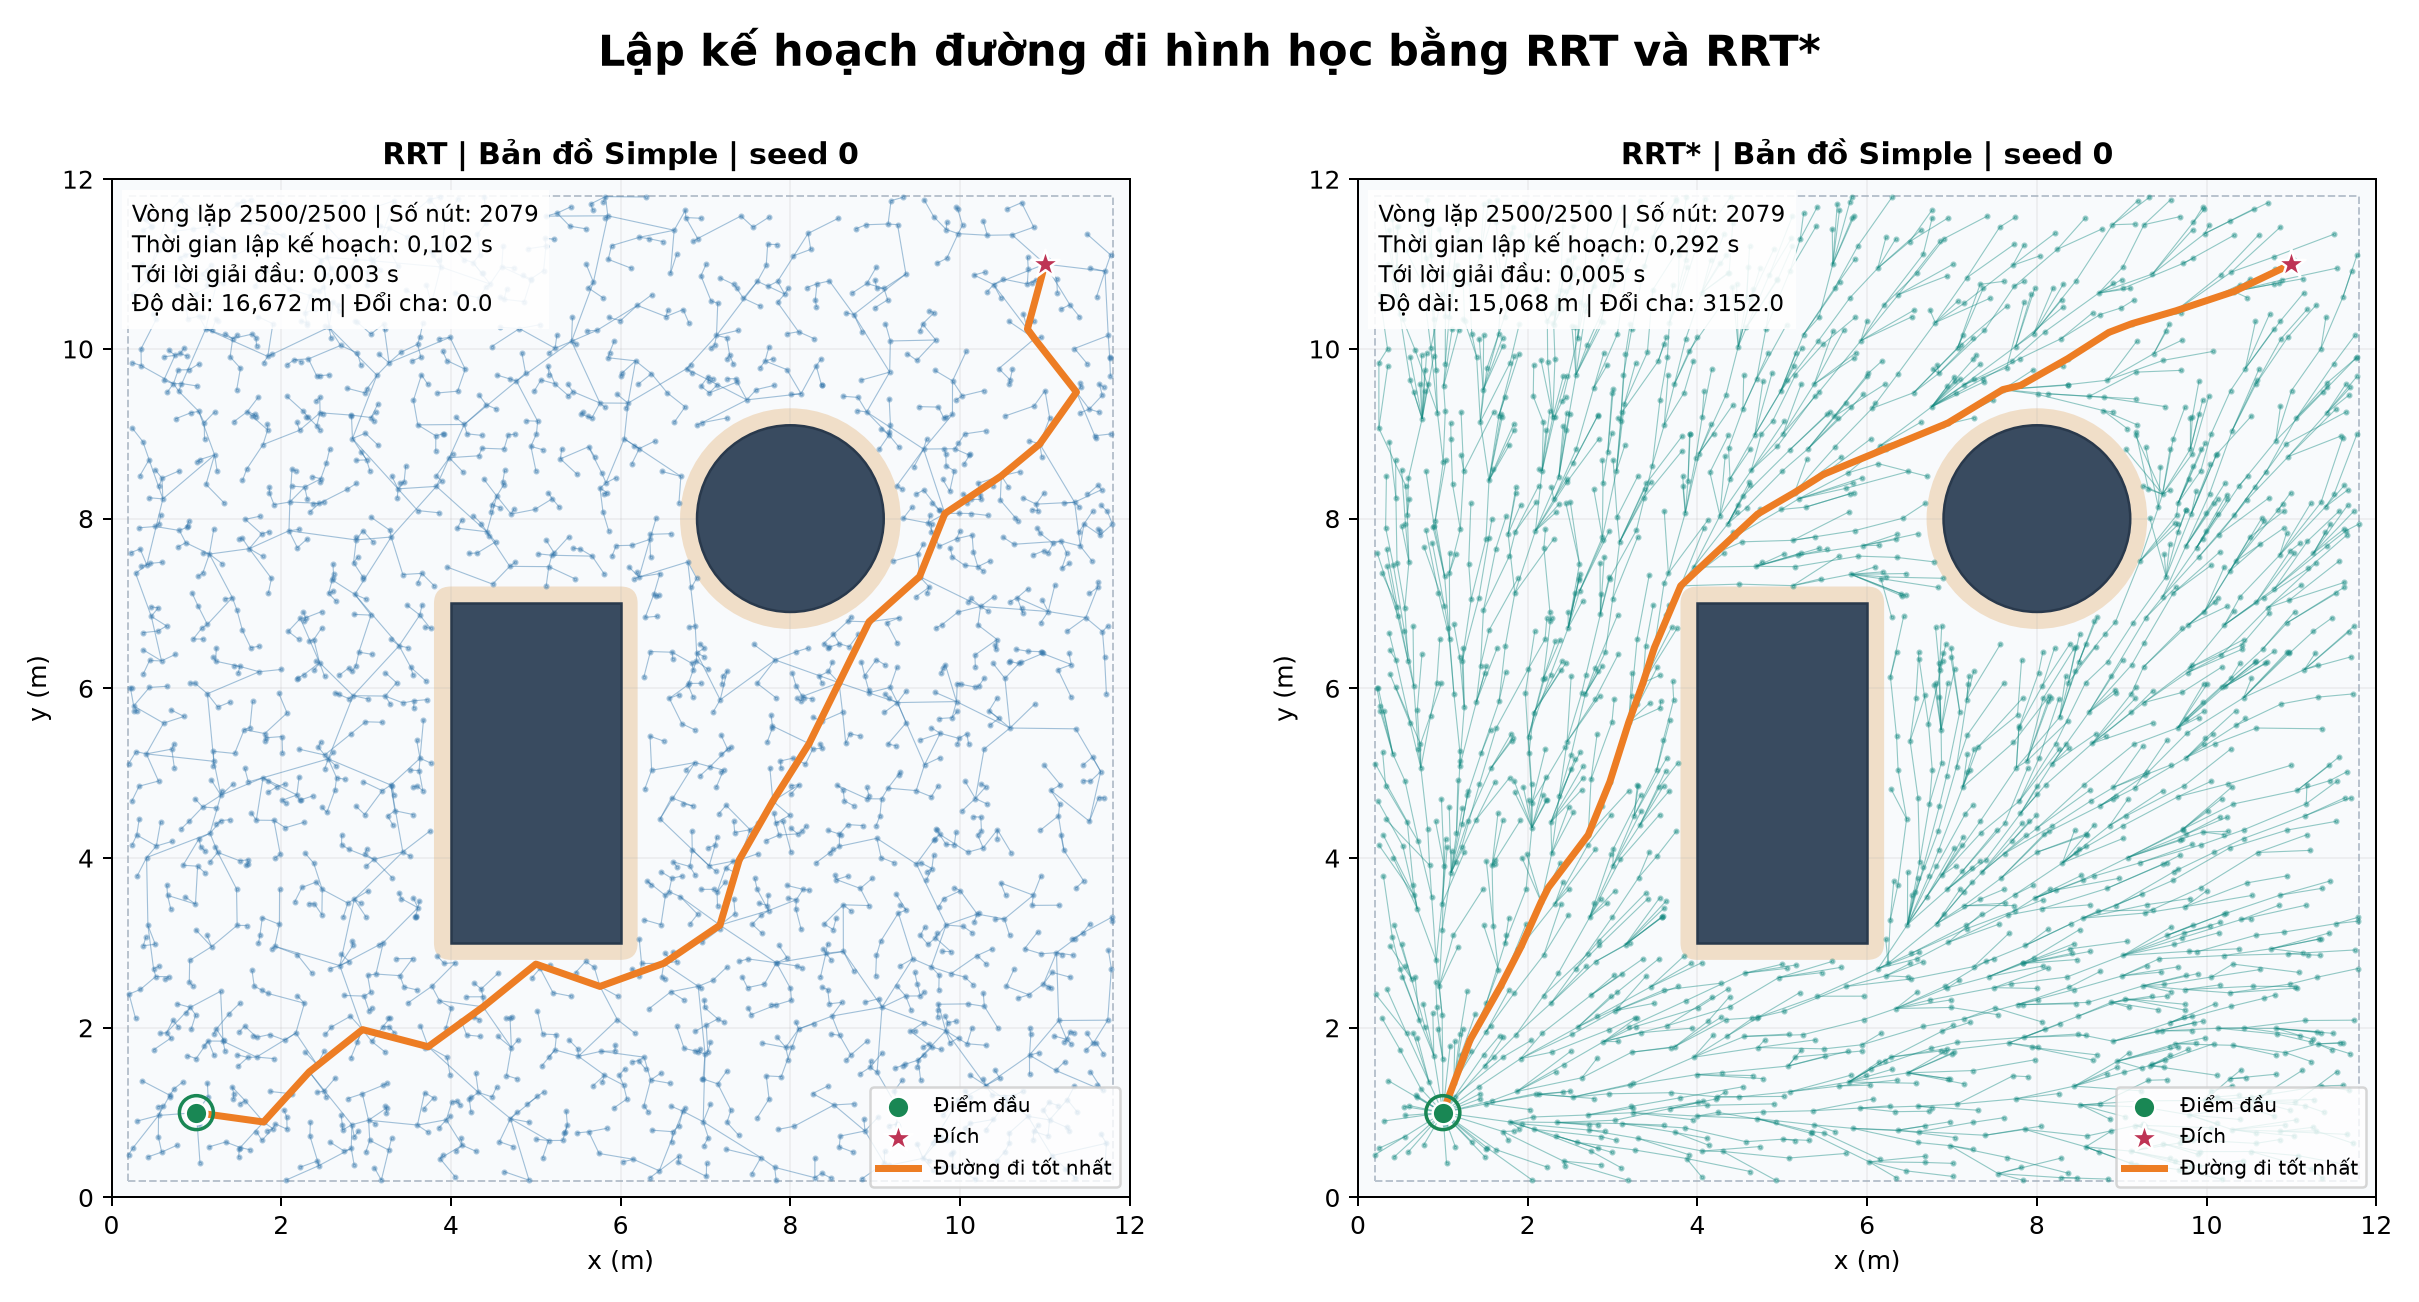 Lập kế hoạch đường đi hình học bằng RRT và RRT*
RRT | Bản đồ Simple | seed 0
Vòng lặp 2500/2500 | Số nút: 2079
Thời gian lập kế hoạch: 0,102 s
Tới lời giải đầu: 0,003 s
Độ dài: 16,672 m | Đổi cha: 0.0
12
10
8
6
4
2
0
y (m)
0 2 4 6 8 10 12
x (m)
Điểm đầu
Đích
Đường đi tốt nhất
RRT* | Bản đồ Simple | seed 0
Vòng lặp 2500/2500 | Số nút: 2079
Thời gian lập kế hoạch: 0,292 s
Tới lời giải đầu: 0,005 s
Độ dài: 15,068 m | Đổi cha: 3152.0
12
10
8
6
4
2
0
y (m)
0 2 4 6 8 10 12
x (m)
Điểm đầu
Đích
Đường đi tốt nhất